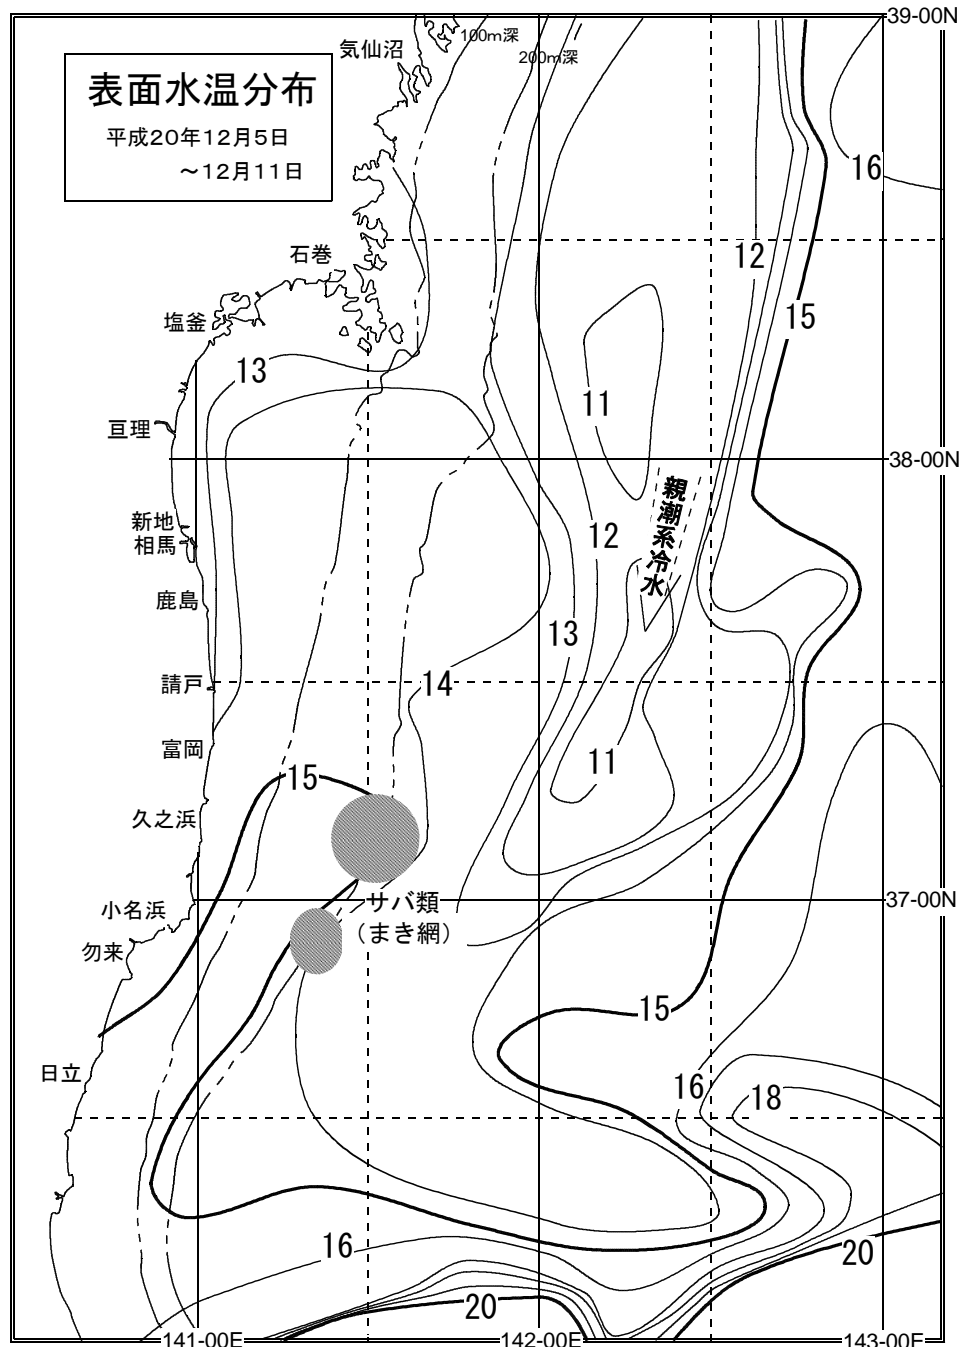 39-00N
100m深
気仙沼
200m深
表面水温分布
平成20年12月5日
～12月11日
16
12
石巻
15
塩釜
13
11
亘理
38-00N
親潮系冷水
新地
12
相馬
鹿島
13
請戸
14
富岡
11
15
久之浜
37-00N
サバ類
小名浜
（まき網）
勿来
15
日立
16
18
16
20
20
141-00E
142-00E
143-00E